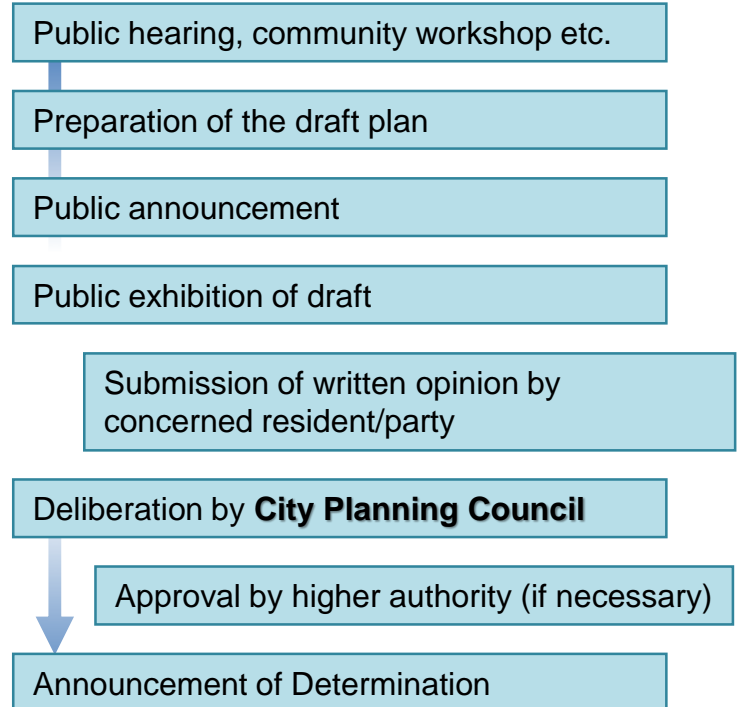 Public hearing, community workshop etc.
Preparation of the draft plan
Public announcement
Public exhibition of draft
Submission of written opinion by
concerned resident/party
Deliberation by City Planning Council
Approval by higher authority (if necessary)
Announcement of Determination